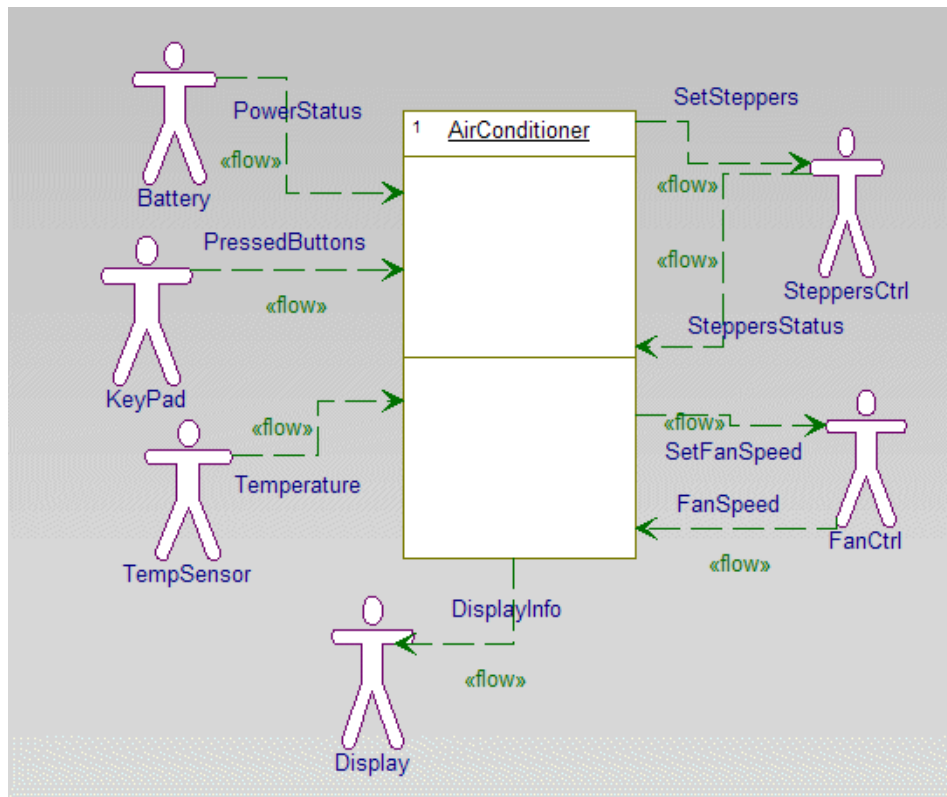 PowerStatus
«flow»
Battery
1 AirConditioner
SetSteppers
«flow»
«flow»
SteppersCtrl
SteppersStatus
PressedButtons
«flow»
KeyPad
«flow»
Temperature
TempSensor
«flow»
SetFanSpeed
FanSpeed
«flow»
FanCtrl
DisplayInfo
«flow»
Display